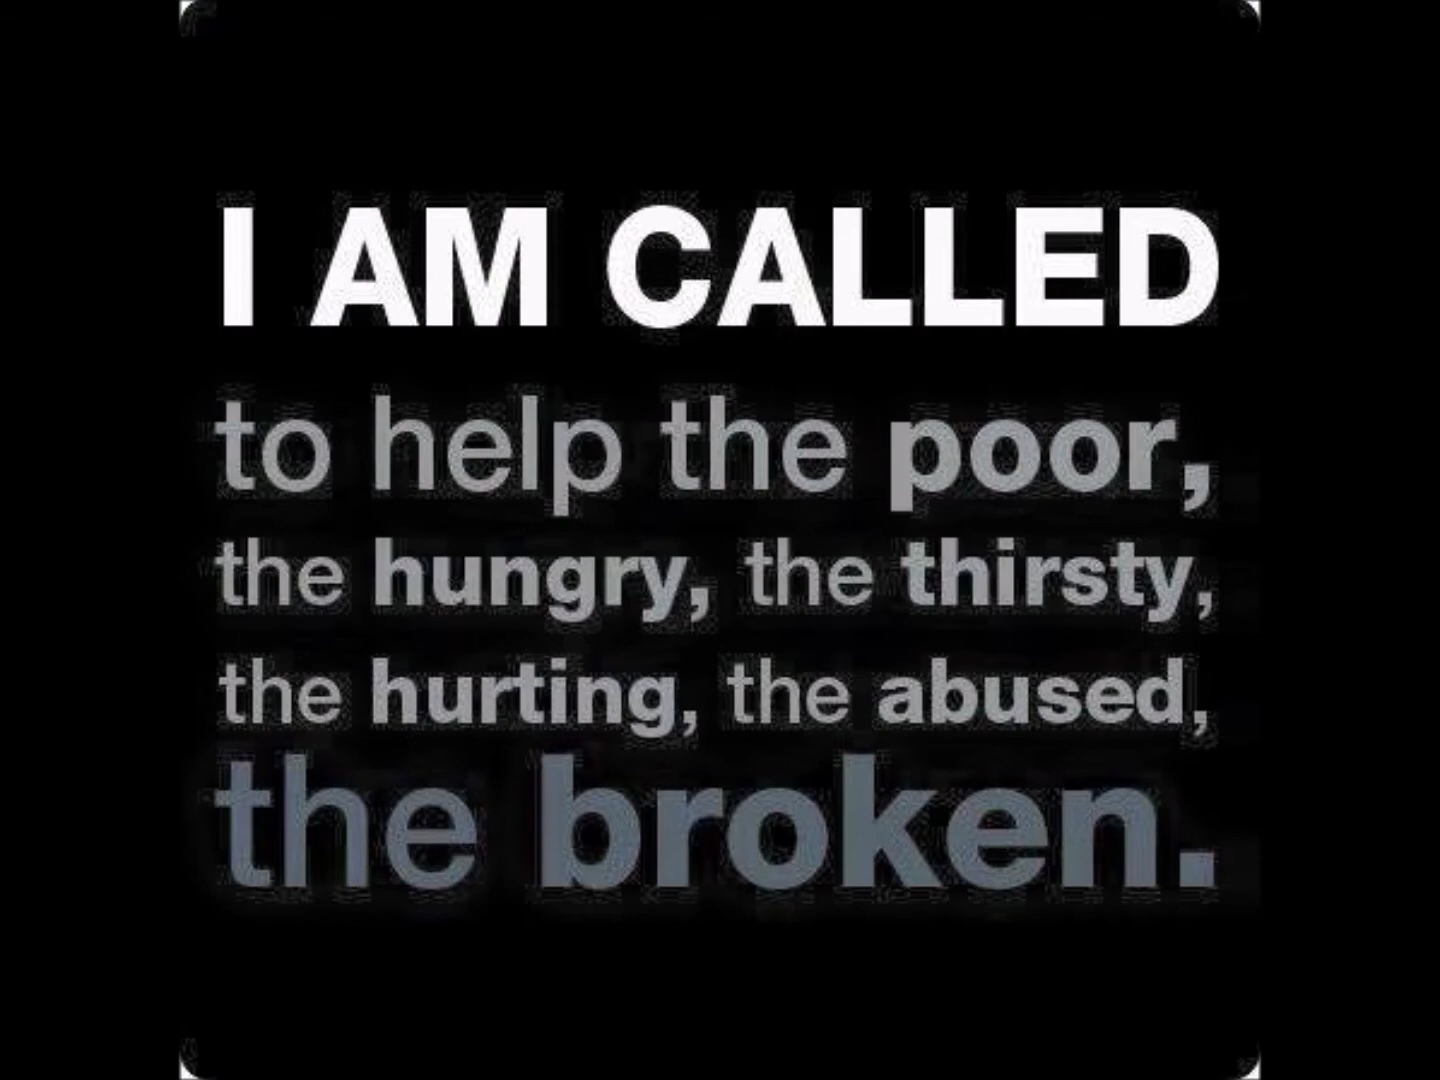 I AM CALLED
to help the poor,
the hungry, the thirsty,
the hurting, the abused,
the broken.